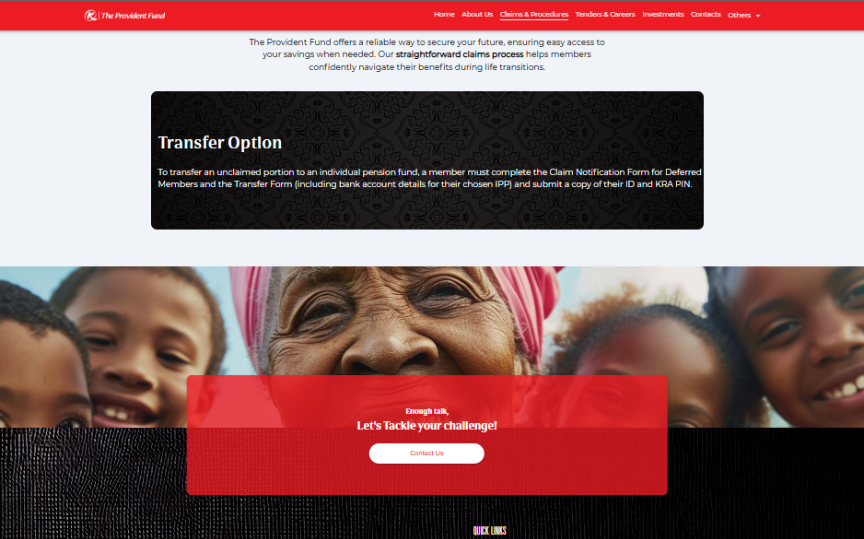 The Provident Fund
Home About Us Claims & Procedures Tenders & Careers Investments Contacts Others
The Provident Fund offers a reliable way to secure your future, ensuring easy access to
your savings when needed. Our straightforward claims process helps members
confidently navigate their benefits during life transitions.
Transfer Option
To transfer an unclaimed portion to an individual pension fund, a member must complete the Claim Notification Form for Deferred
Members and the Transfer Form (including bank account details for their chosen IPP) and submit a copy of their ID and KRA PIN.
Enough talk,
Let's Tackle your challenge!
Contact Us
QUICK LINKS